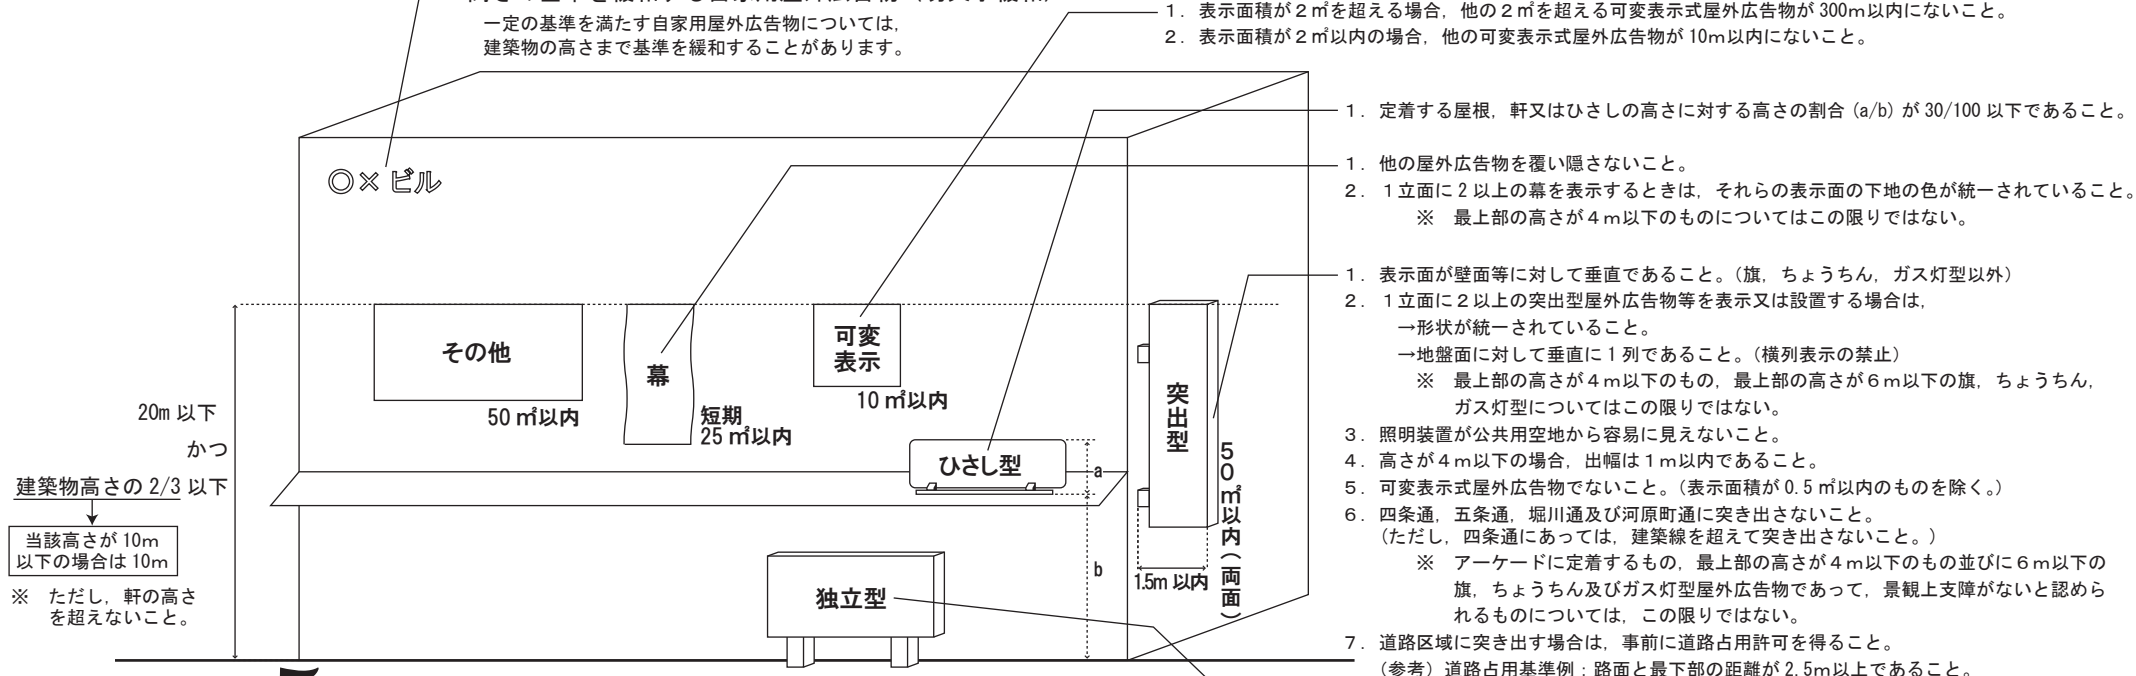 一定の基準を満たす自家用屋外広告物については,
建築物の高さまで基準を緩和することがあります。
1. 表示面積が2㎡を超える場合, 他の2㎡を超える可変表示式屋外広告物が 300m以内にないこと。
2. 表示面積が2㎡以内の場合, 他の可変表示式屋外広告物が 10m以内にないこと。
1. 定着する屋根, 軒又はひさしの高さに対する高さの割合 (a/b) が 30/100 以下であること。
1. 他の屋外広告物を覆い隠さないこと。
2. 1立面に2以上の幕を表示するときは, それらの表示面の下地の色が統一されていること。
※ 最上部の高さが4m以下のものについてはこの限りではない。
1. 表示面が壁面等に対して垂直であること。(旗, ちょうちん, ガス灯型以外)
2. 1立面に2以上の突出型屋外広告物等を表示又は設置する場合は,
→形状が統一されていること。
→地盤面に対して垂直に1列であること。(横列表示の禁止)
※ 最上部の高さが4m以下のもの, 最上部の高さが6m以下の旗, ちょうちん,
ガス灯型についてはこの限りではない。
3. 照明装置が公共用空地から容易に見えないこと。
4. 高さが4m以下の場合, 出幅は1m以内であること。
5. 可変表示式屋外広告物でないこと。(表示面積が 0.5 ㎡以内のものを除く。)
6. 四条通, 五条通, 堀川通及び河原町通に突き出さないこと。
(ただし, 四条通にあっては, 建築線を超えて突き出さないこと。)
※ アーケードに定着するもの, 最上部の高さが4m以下のもの並びに6m以下の
旗, ちょうちん及びガス灯型屋外広告物であって, 景観上支障がないと認めら
れるものについては, この限りではない。
7. 道路区域に突き出す場合は, 事前に道路占用許可を得ること。
(参考) 道路占用基準例:路面と最下部の距離が 2.5m以上であること。
◎×ビル
その他
50 ㎡以内
幕
短期
25 ㎡以内
可変
表示
10 ㎡以内
ひさし型
a
b
突出型
50㎡以内(両面)
1.5m 以内
独立型
20m 以下
かつ
建築物高さの 2/3 以下
当該高さが 10m
以下の場合は 10m
※ ただし, 軒の高さ
を超えないこと。